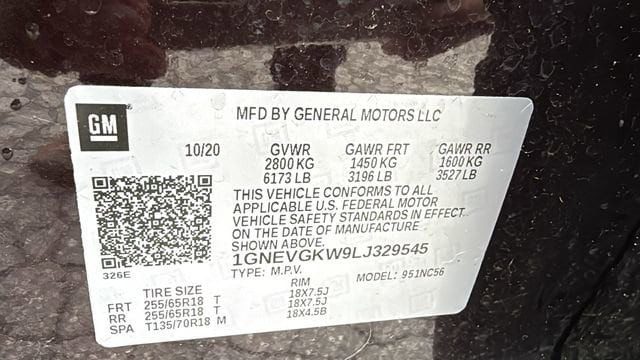 GM
MFD BY GENERAL MOTORS LLC
10/20 GVWR GAWR FRT GAWR RR
2800 KG 1450 KG 1600 KG
6173 LB 3196 LB 3527 LB
THIS VEHICLE CONFORMS TO ALL
APPLICABLE U.S. FEDERAL MOTOR
VEHICLE SAFETY STANDARDS IN EFFECT
ON THE DATE OF MANUFACTURE
SHOWN ABOVE.
1GNEVGKW9LJ329545
326E
TYPE: M.P.V. MODEL: 951NC56
TIRE SIZE RIM
FRT 255/65R18 T 18X7.5J
RR 255/65R18 T 18X7.5J
SPA T135/70R18 M 18X4.5B